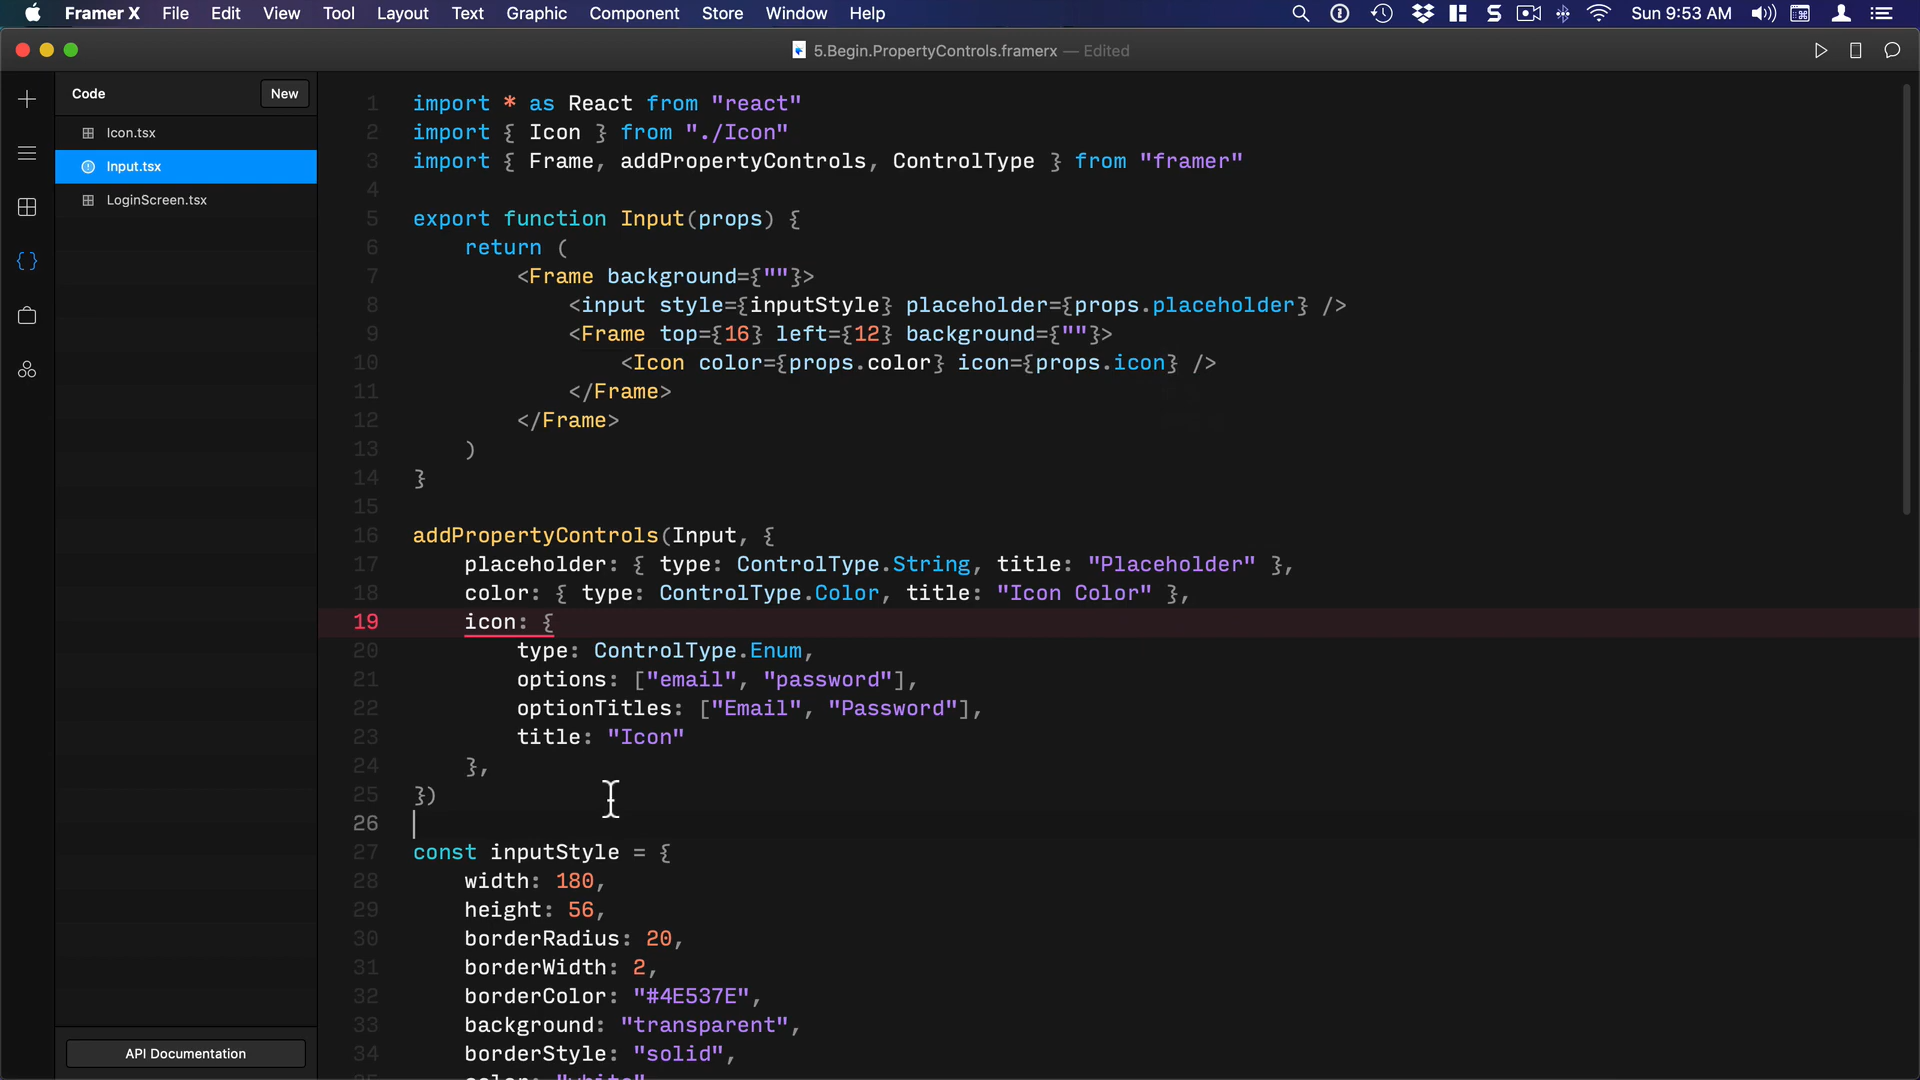 Framer X File Edit View Tool Layout Text Graphic Component Store Window Help Sun 9:53 AM
5.Begin.PropertyControls.framerx — Edited
Code New
Icon.tsx
Input.tsx
LoginScreen.tsx
API Documentation
1 import * as React from "react"
2 import { Icon } from "./Icon"
3 import { Frame, addPropertyControls, ControlType } from "framer"
4
5 export function Input(props) {
6 return (
7 <Frame background={""}>
8 <input style={inputStyle} placeholder={props.placeholder} />
9 <Frame top={16} left={12} background={""}>
10 <Icon color={props.color} icon={props.icon} />
11 </Frame>
12 </Frame>
13 )
14 }
15
16 addPropertyControls(Input, {
17 placeholder: { type: ControlType.String, title: "Placeholder" },
18 color: { type: ControlType.Color, title: "Icon Color" },
19 icon: {
20 type: ControlType.Enum,
21 options: ["email", "password"],
22 optionTitles: ["Email", "Password"],
23 title: "Icon"
24 },
25 })
26
27 const inputStyle = {
28 width: 180,
29 height: 56,
30 borderRadius: 20,
31 borderWidth: 2,
32 borderColor: "#4E537E",
33 background: "transparent",
34 borderStyle: "solid",